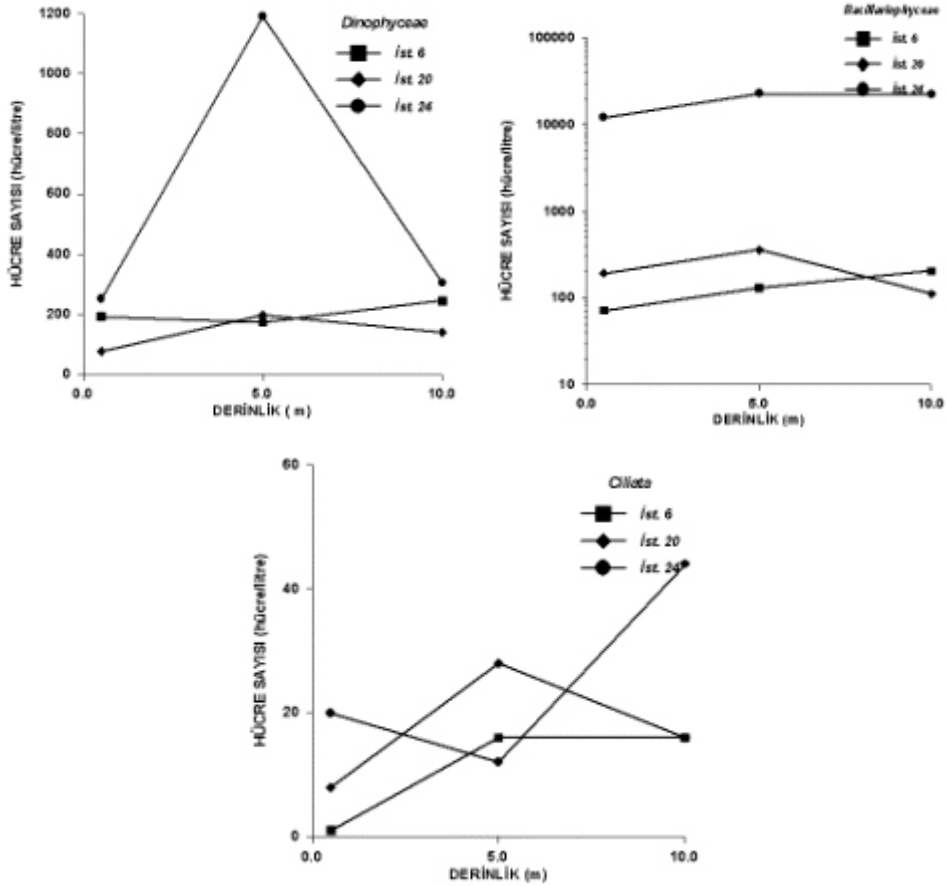 Dinophyceae
İst. 6
İst. 20
İst. 24
1200
1000
800
600
400
200
0
HÜCRE SAYISI (hücre/litre)
0.0
5.0
10.0
DERİNLİK ( m)
Bacillariophyceae
İst. 6
İst. 20
İst. 24
100000
10000
1000
100
10
HÜCRE SAYISI (hücre/litre)
0.0
5.0
10.0
DERİNLİK (m)
Ciliata
İst. 6
İst. 20
İst. 24
60
40
20
0
HÜCRE SAYISI (hücre/litre)
0.0
5.0
10.0
DERİNLİK (m)